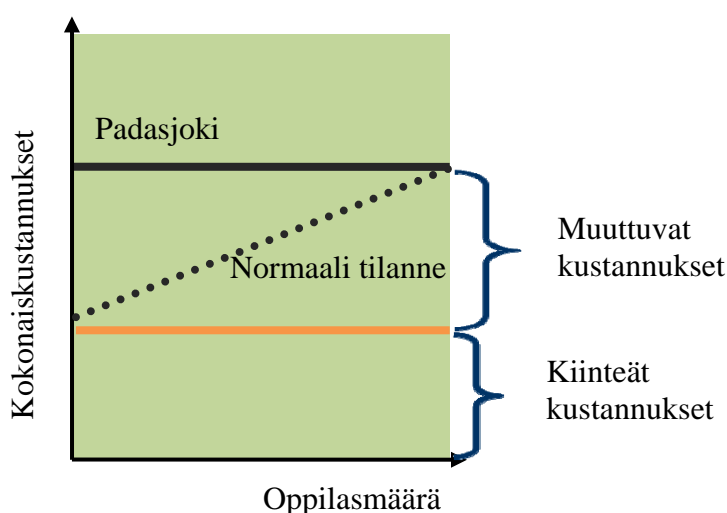 Kokonaiskustannukset
Padasjoki
Normaali tilanne
Muuttuvat
kustannukset
Kiinteät
kustannukset
Oppilasmäärä